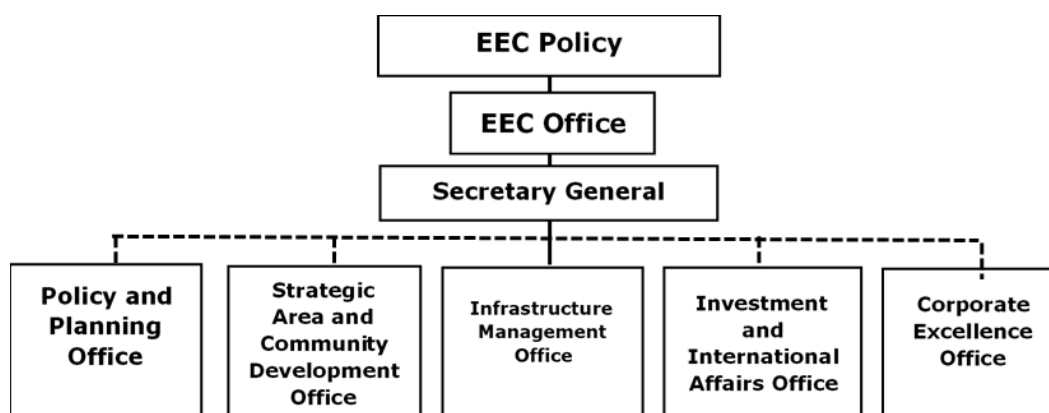 EEC Policy
EEC Office
Secretary General
Policy and
Planning
Office
Strategic
Area and
Community
Development
Office
Infrastructure
Management
Office
Investment
and
International
Affairs Office
Corporate
Excellence
Office